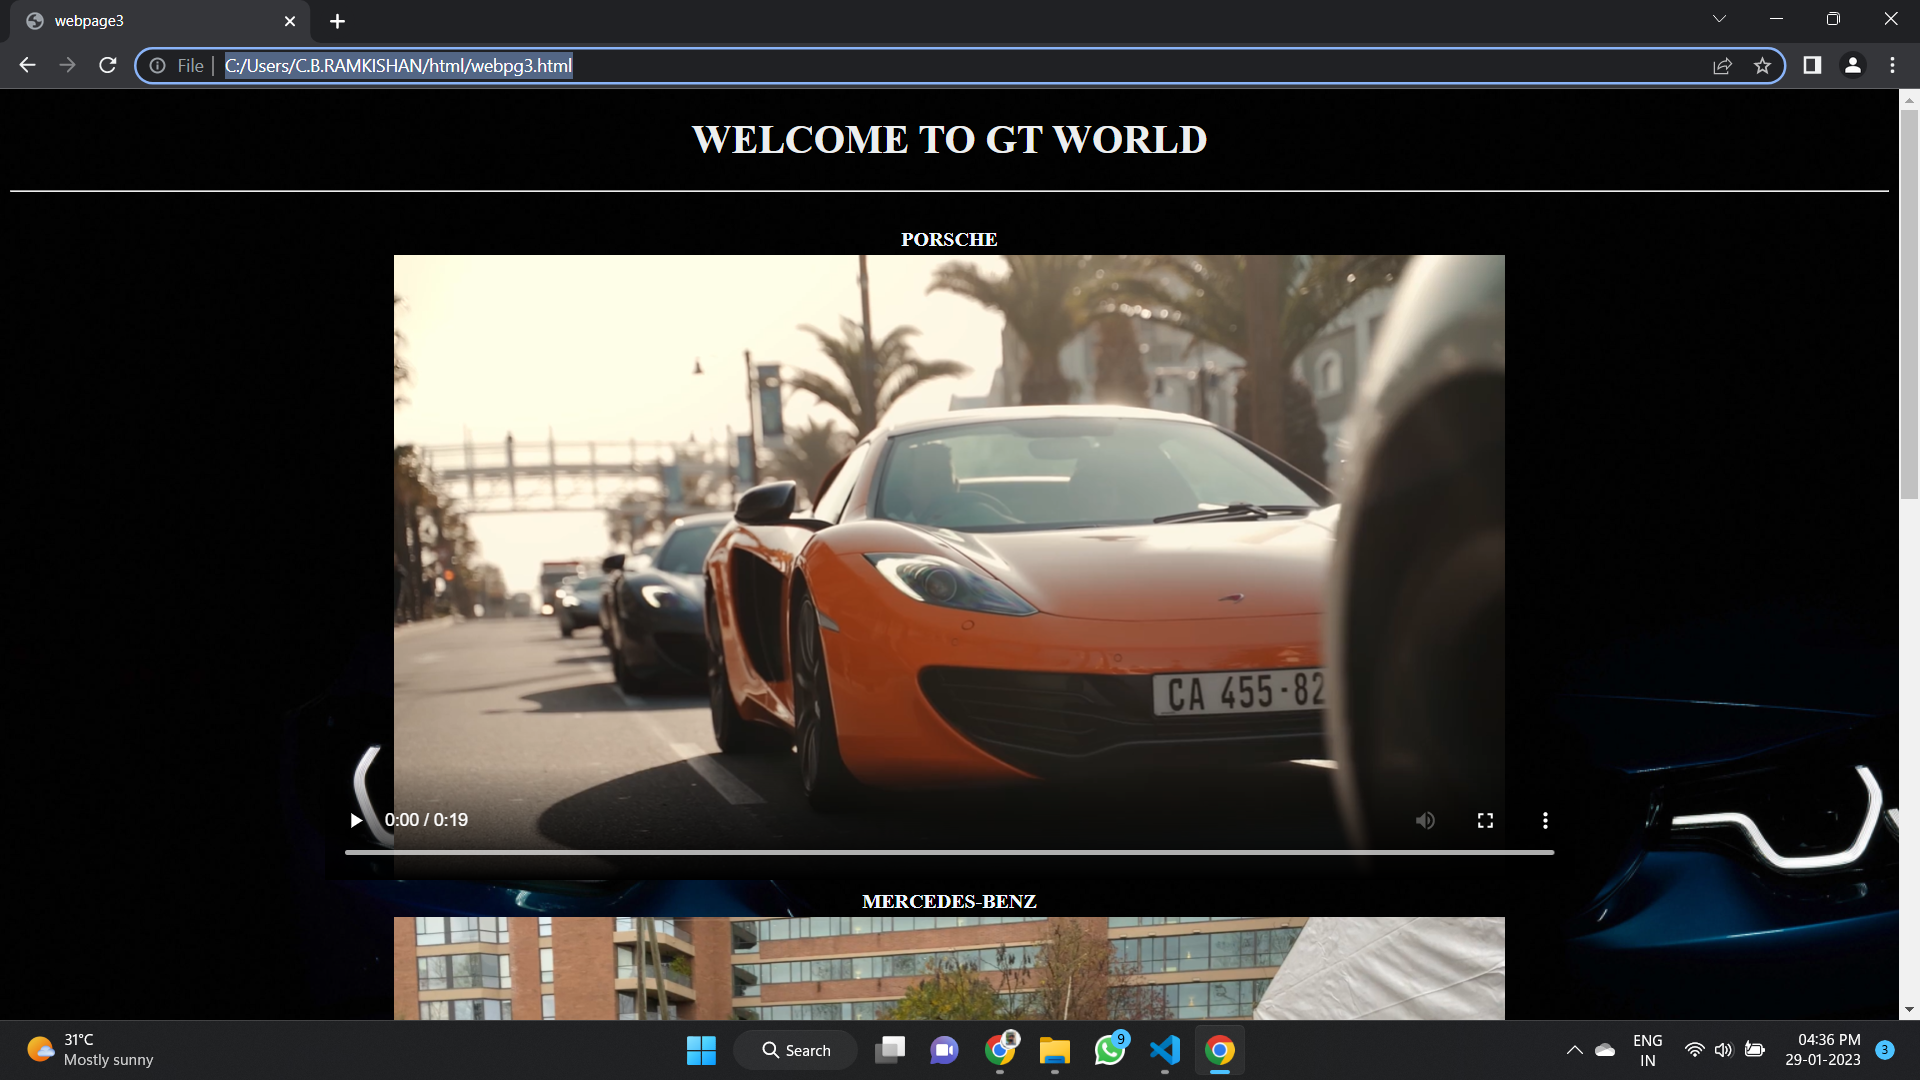 webpage3
File
C:/Users/C.B.RAMKISHAN/html/webpg3.html
WELCOME TO GT WORLD
PORSCHE
CA 455-82
0:00 / 0:19
MERCEDES-BENZ
31°C
Mostly sunny
Search
9
ENG
IN
04:36 PM
29-01-2023
3